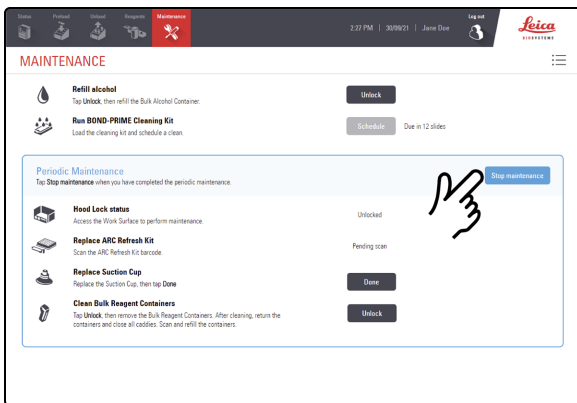 Status Preload Unload Reagents Maintenance
2:27 PM | 30/09/21 | Jane Doe
Log out
Leica
BIOSYSTEMS
MAINTENANCE
Refill alcohol
Tap Unlock, then refill the Bulk Alcohol Container.
Unlock
Run BOND-PRIME Cleaning Kit
Load the cleaning kit and schedule a clean.
Schedule
Due in 12 slides
Periodic Maintenance
Tap Stop maintenance when you have completed the periodic maintenance.
Stop maintenance
Hood Lock status
Access the Work Surface to perform maintenance.
Unlocked
Replace ARC Refresh Kit
Scan the ARC Refresh Kit barcode.
Pending scan
Replace Suction Cup
Replace the Suction Cup, then tap Done
Done
Clean Bulk Reagent Containers
Tap Unlock, then remove the Bulk Reagent Containers. After cleaning, return the
containers and close all caddies. Scan and refill the containers.
Unlock